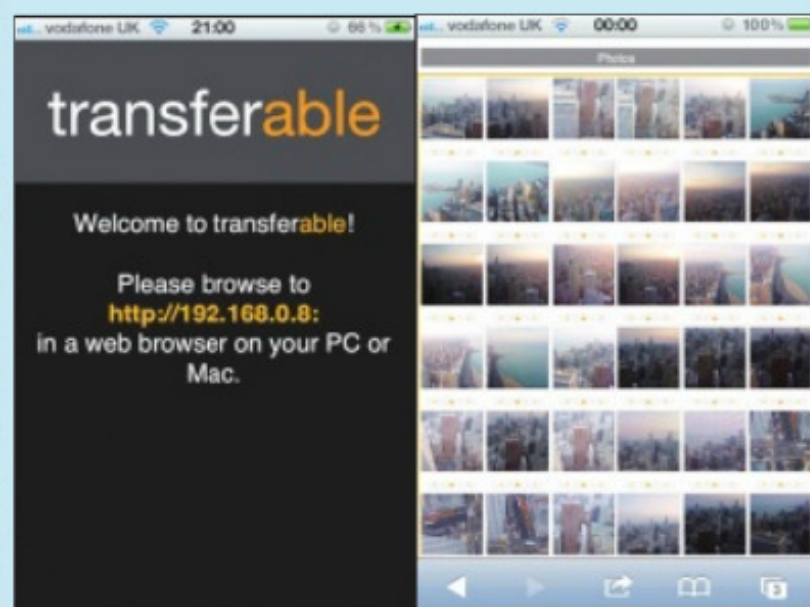 vodafone UK 21:00 66%
transferable
Welcome to transferable!
Please browse to
http://192.168.0.8:
in a web browser on your PC or
Mac.
vodafone UK 00:00 100%
Photos
3